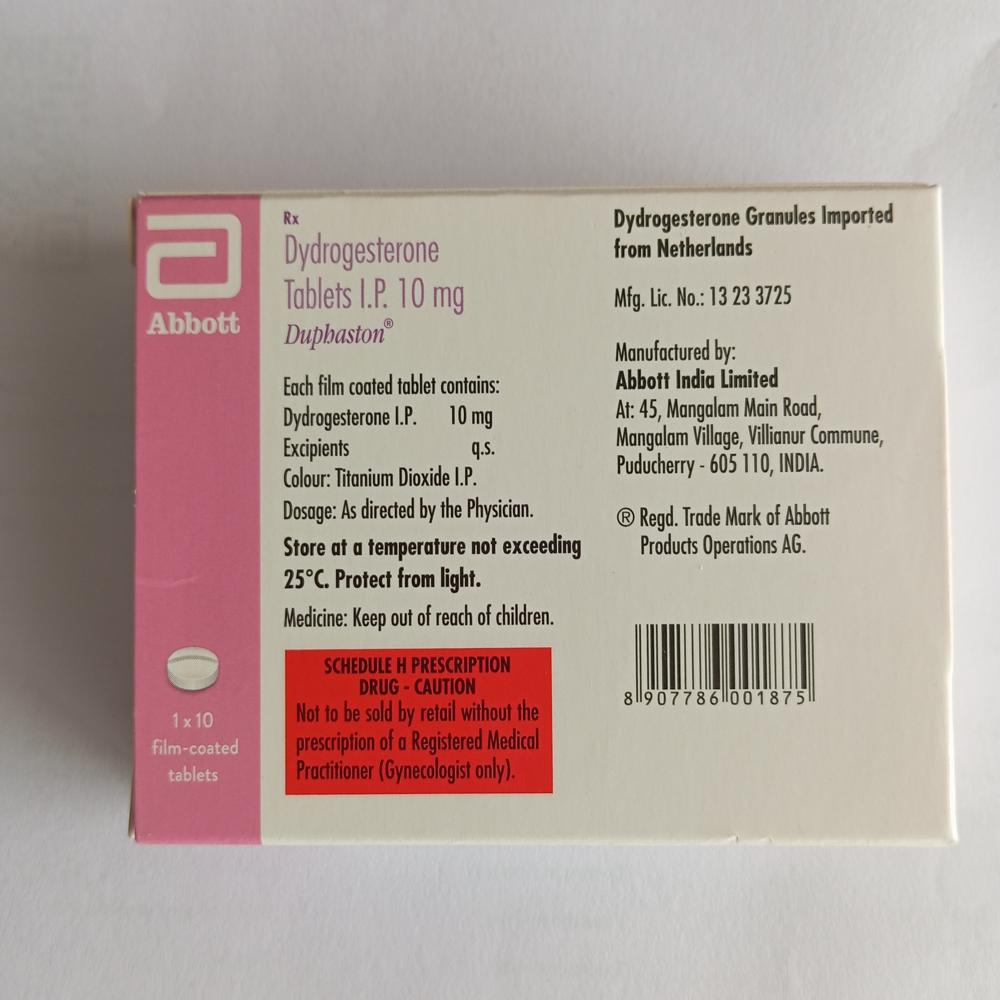 Abbott
1 x 10
film-coated
tablets
Rx
Dydrogesterone
Tablets I.P. 10 mg
Duphaston®
Each film coated tablet contains:
Dydrogesterone I.P. 10 mg
Excipients q.s.
Colour: Titanium Dioxide I.P.
Dosage: As directed by the Physician.
Store at a temperature not exceeding
25°C. Protect from light.
Medicine: Keep out of reach of children.
SCHEDULE H PRESCRIPTION
DRUG - CAUTION
Not to be sold by retail without the
prescription of a Registered Medical
Practitioner (Gynecologist only).
Dydrogesterone Granules Imported
from Netherlands
Mfg. Lic. No.: 13 23 3725
Manufactured by:
Abbott India Limited
At: 45, Mangalam Main Road,
Mangalam Village, Villianur Commune,
Puducherry - 605 110, INDIA.
® Regd. Trade Mark of Abbott
Products Operations AG.
8 907786 001875